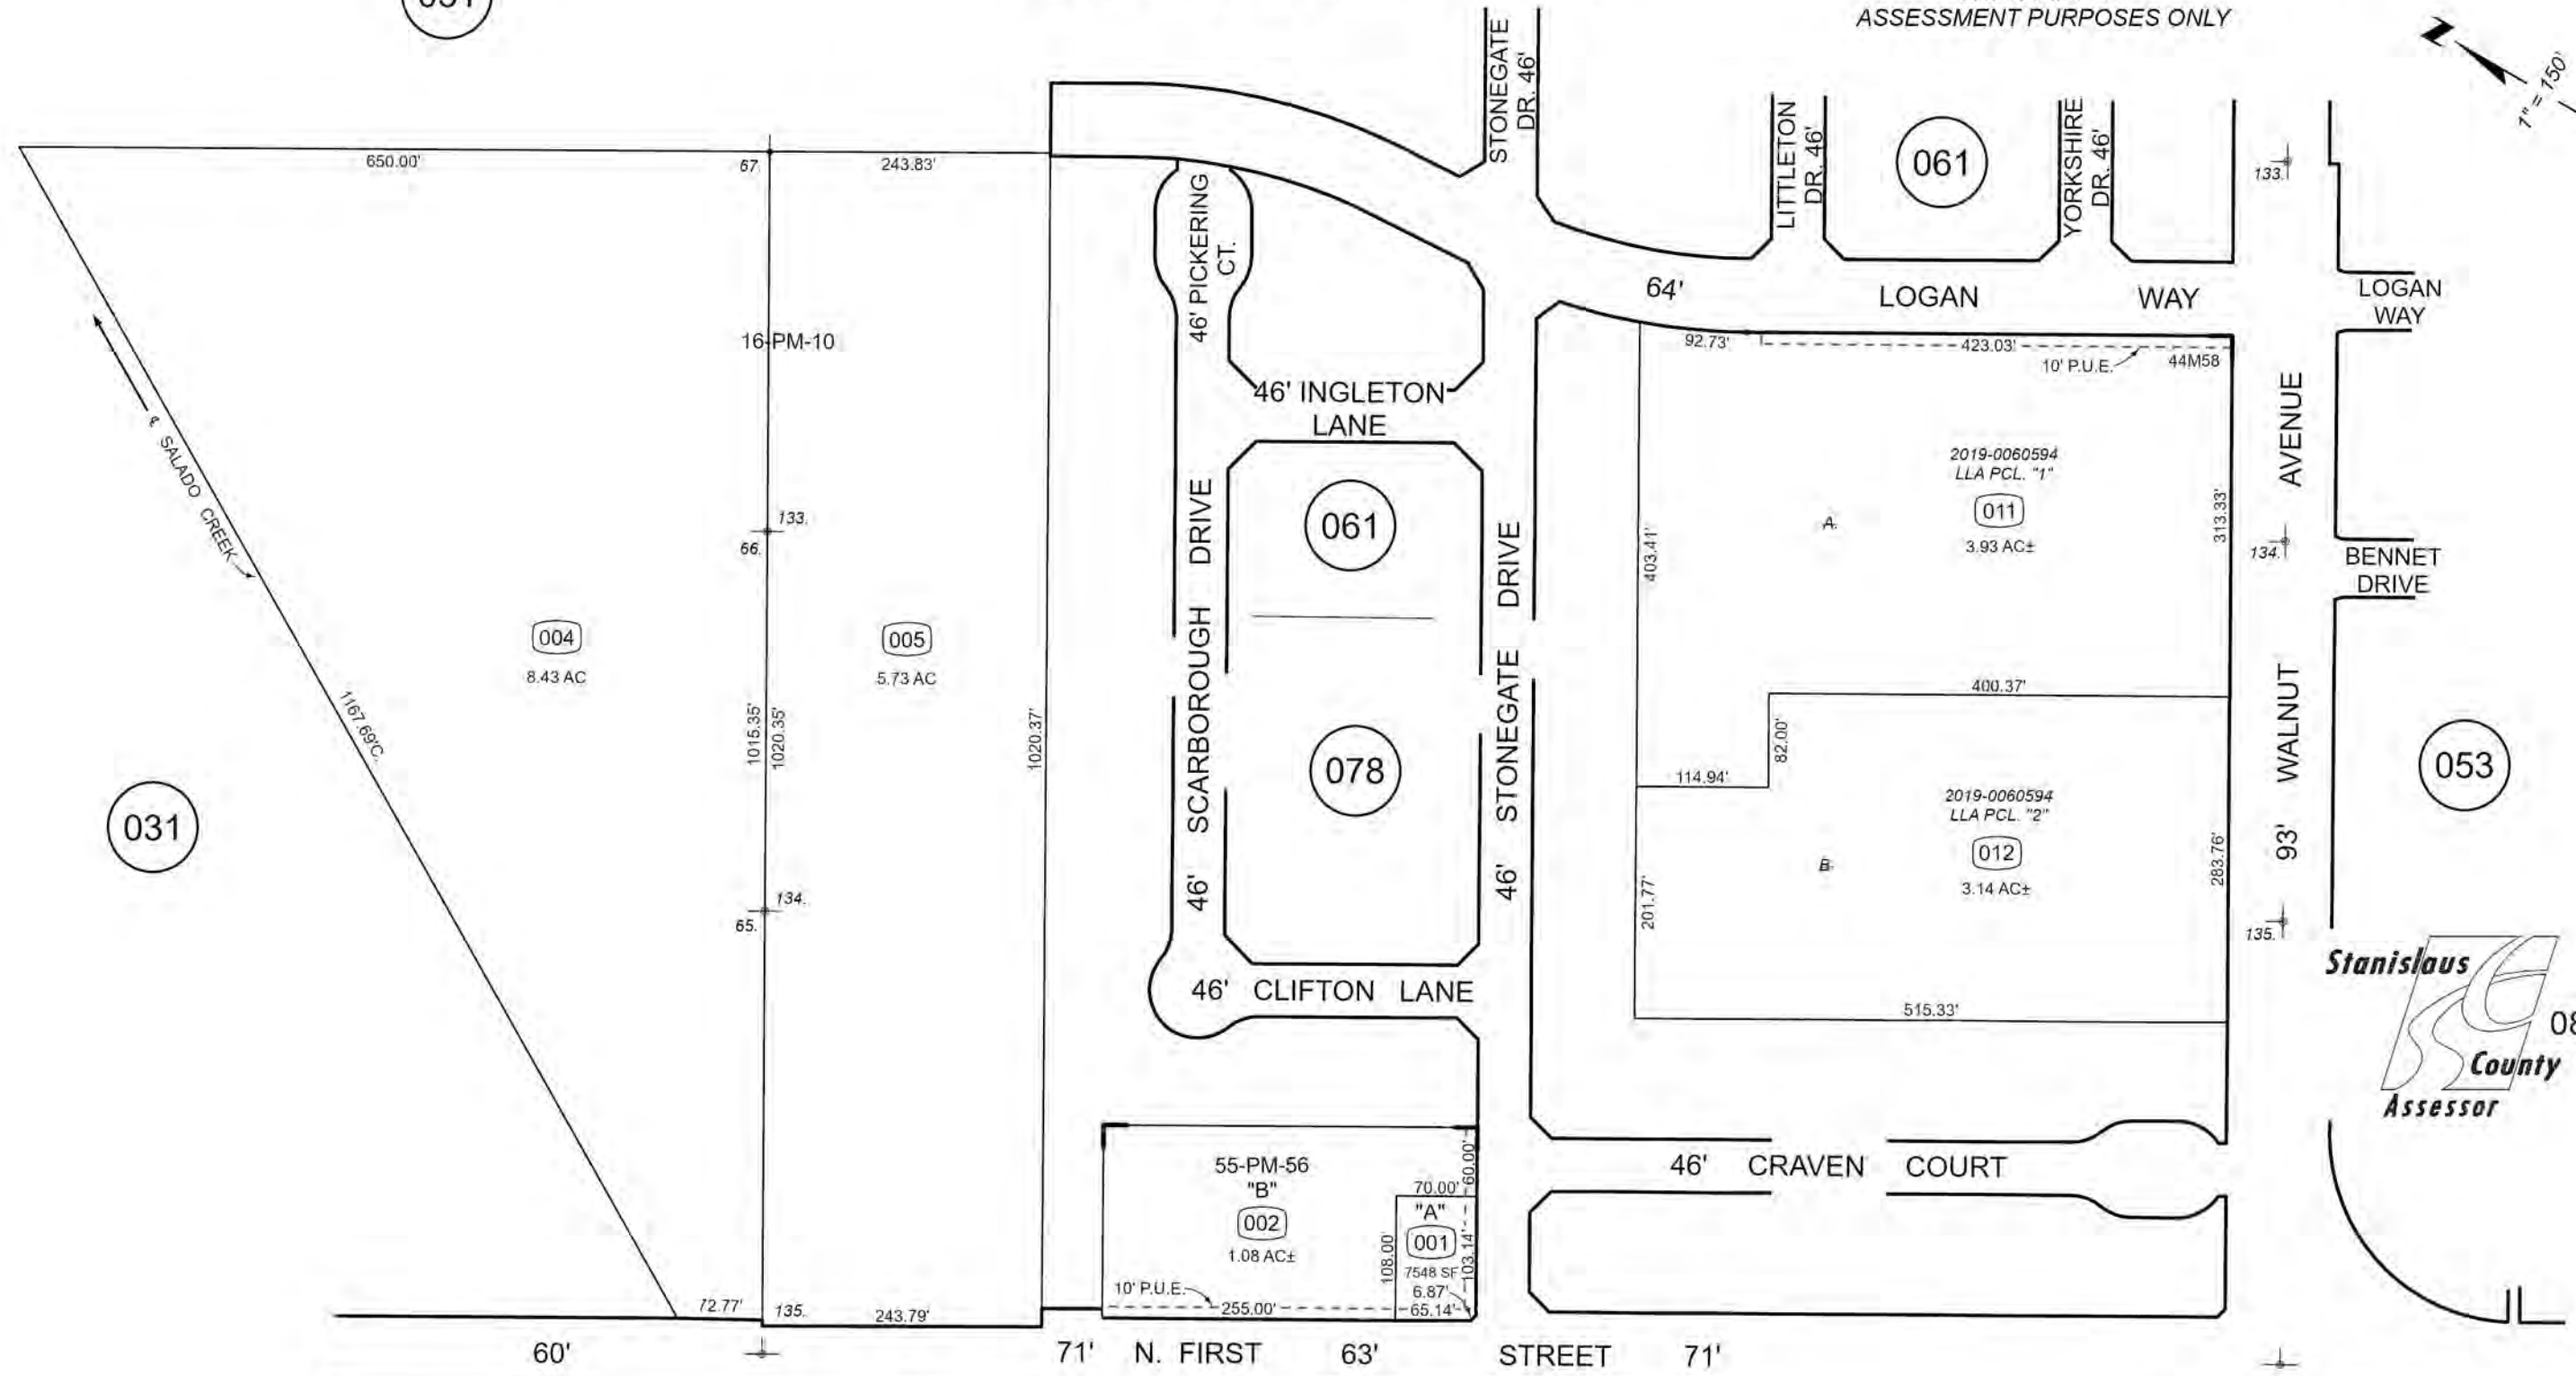 ASSESSMENT PURPOSES ONLY
N
1" = 150'
STONEGATE
DR. 46'
LITTLETON
DR. 46'
061
YORKSHIRE
DR. 46'
133.
650.00'
67.
243.83'
46' PICKERING
CT.
64'
LOGAN WAY
LOGAN
WAY
16-PM-10
92.73'
423.03'
10' P.U.E.
44M58
46' INGLETON
LANE
℄ SALADO CREEK
1167.69'C.
133.
66.
134.
65.
004
8.43 AC
005
5.73 AC
1015.35'
1020.35'
1020.37'
031
46' SCARBOROUGH DRIVE
061
078
46' STONEGATE DRIVE
403.41'
A.
2019-0060594
LLA PCL. "1"
011
3.93 AC±
313.33'
400.37'
82.00'
114.94'
201.77'
B
2019-0060594
LLA PCL. "2"
012
3.14 AC±
283.76'
515.33'
93' WALNUT AVENUE
134.
BENNET
DRIVE
053
135.
Stanislaus
County
Assessor
08
46' CLIFTON LANE
46' CRAVEN COURT
55-PM-56
"B"
002
1.08 AC±
10' P.U.E.
255.00'
108.00'
70.00'
"A"
001
7548 SF
6.87'
65.14'
60.00'
103.14'
72.77'
135.
243.79'
60'
71' N. FIRST 63' STREET 71'